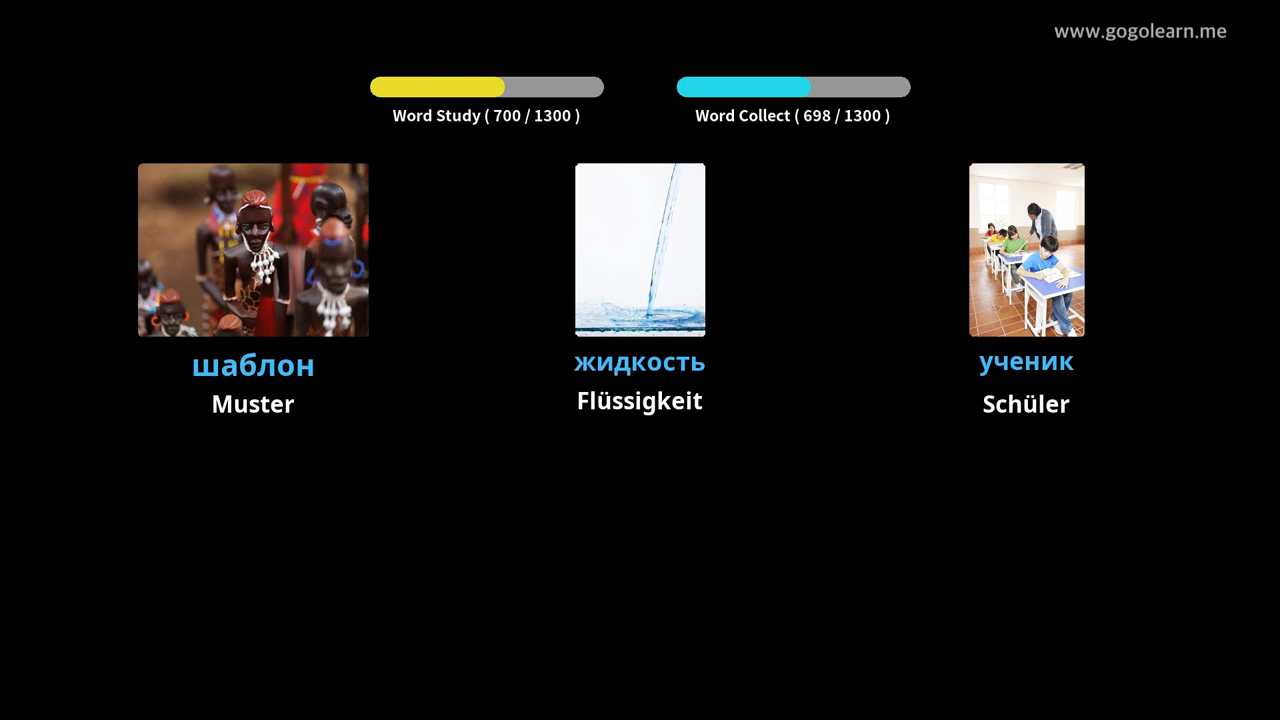 www.gogolearn.me
Word Study ( 700 / 1300 )
Word Collect ( 698 / 1300 )
шаблон
Muster
жидкость
Flüssigkeit
ученик
Schüler